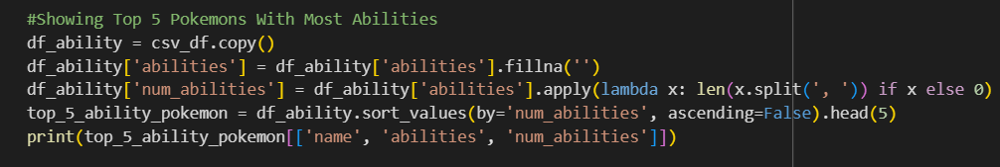 #Showing Top 5 Pokemons With Most Abilities
df_ability = csv_df.copy()
df_ability['abilities'] = df_ability['abilities'].fillna('')
df_ability['num_abilities'] = df_ability['abilities'].apply(lambda x: len(x.split(', ')) if x else 0)
top_5_ability_pokemon = df_ability.sort_values(by='num_abilities', ascending=False).head(5)
print(top_5_ability_pokemon[['name', 'abilities', 'num_abilities']])